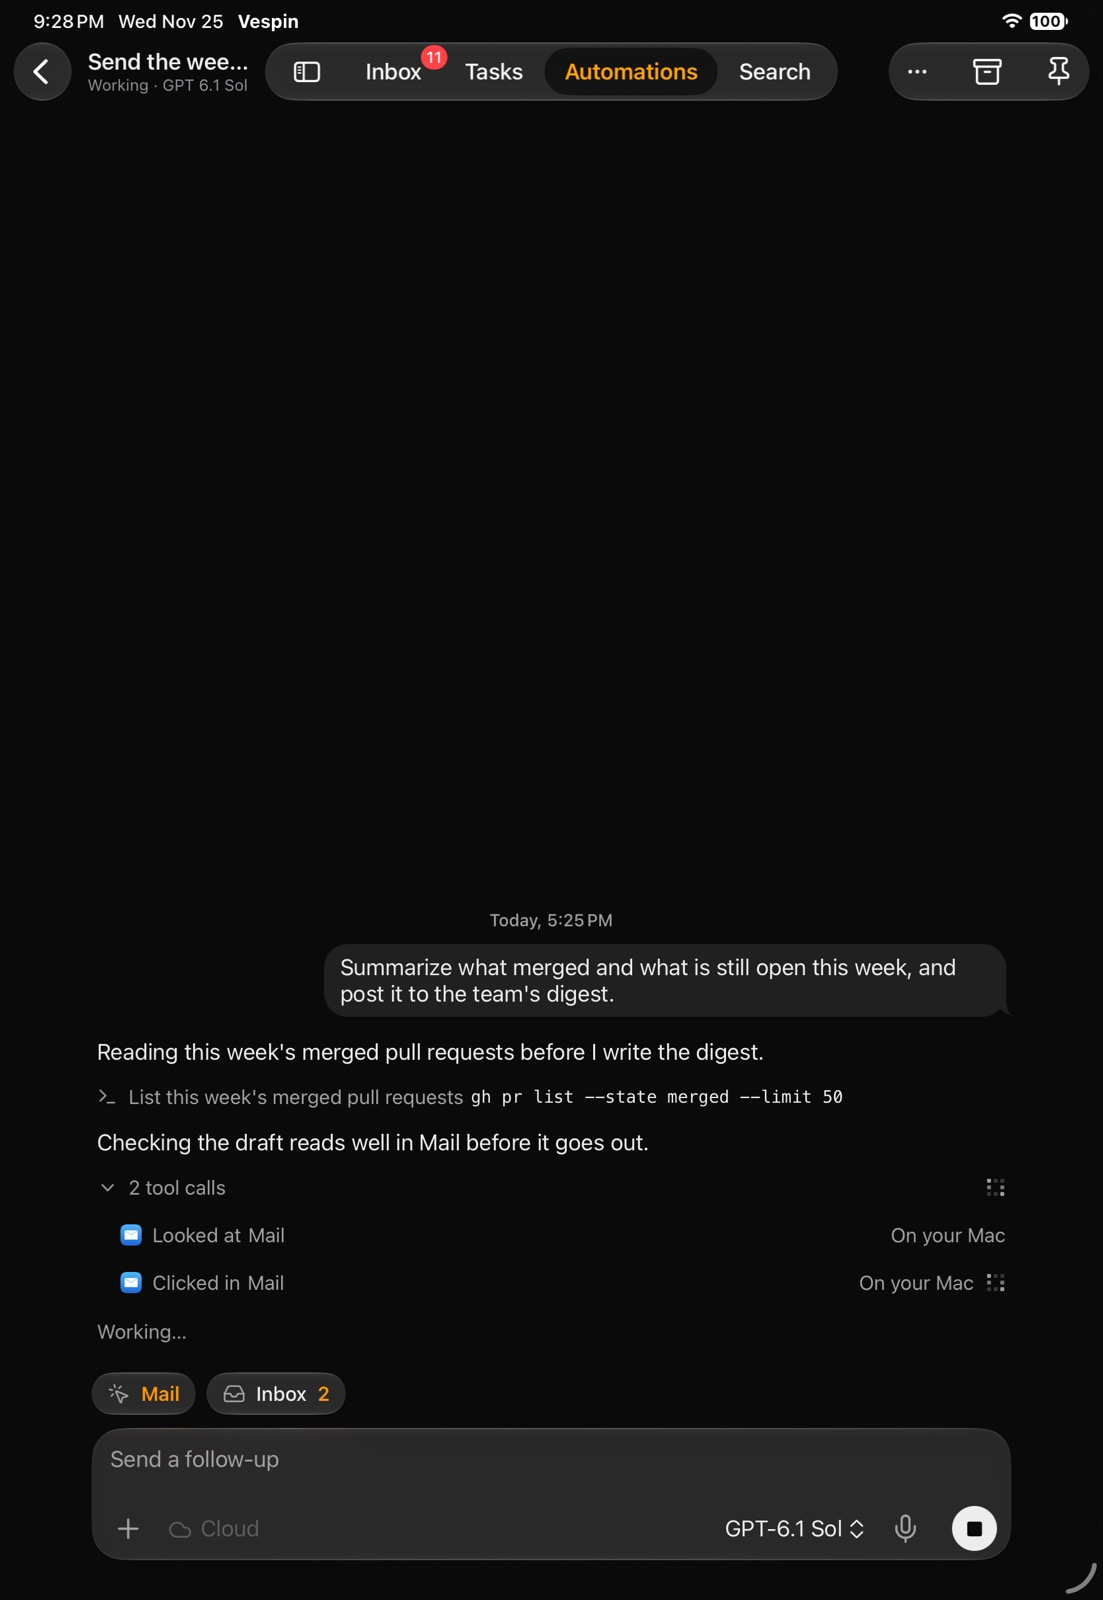 9:28 PM Wed Nov 25 Vespin
100
Send the wee...
Working · GPT 6.1 Sol
Inbox 11 Tasks Automations Search
Today, 5:25 PM
Summarize what merged and what is still open this week, and
post it to the team's digest.
Reading this week's merged pull requests before I write the digest.
List this week's merged pull requests gh pr list --state merged --limit 50
Checking the draft reads well in Mail before it goes out.
2 tool calls
Looked at Mail On your Mac
Clicked in Mail On your Mac
Working...
Mail Inbox 2
Send a follow-up
Cloud GPT-6.1 Sol